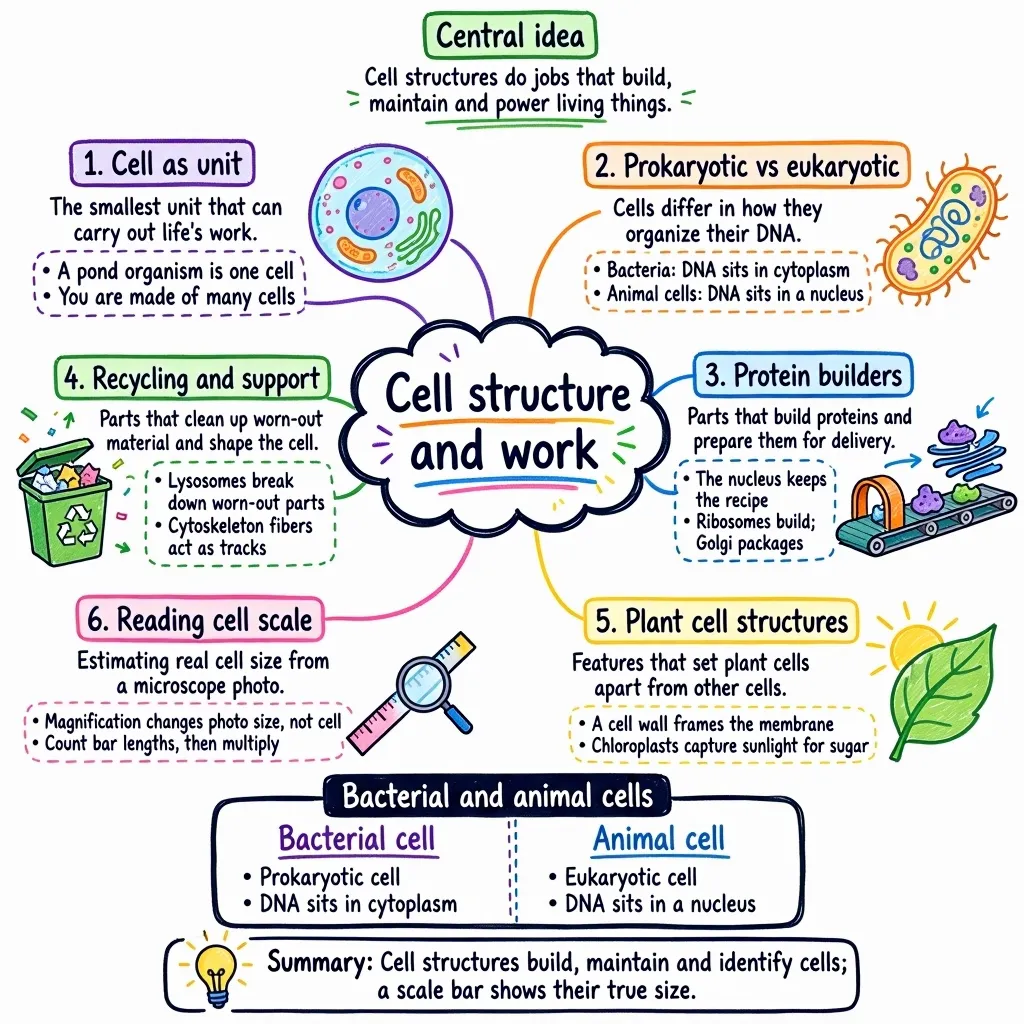 Central idea
Cell structures do jobs that build,
maintain and power living things.
1. Cell as unit
The smallest unit that can
carry out life's work.
• A pond organism is one cell
• You are made of many cells
2. Prokaryotic vs eukaryotic
Cells differ in how they
organize their DNA.
• Bacteria: DNA sits in cytoplasm
• Animal cells: DNA sits in a nucleus
Cell structure
and work
4. Recycling and support
Parts that clean up worn-out
material and shape the cell.
• Lysosomes break
down worn-out parts
• Cytoskeleton fibers
act as tracks
3. Protein builders
Parts that build proteins and
prepare them for delivery.
• The nucleus keeps
the recipe
• Ribosomes build;
Golgi packages
6. Reading cell scale
Estimating real cell size from
a microscope photo.
• Magnification changes photo size, not cell
• Count bar lengths, then multiply
5. Plant cell structures
Features that set plant cells
apart from other cells.
• A cell wall frames the membrane
• Chloroplasts capture sunlight for sugar
Bacterial and animal cells
Bacterial cell
• Prokaryotic cell
• DNA sits in cytoplasm
Animal cell
• Eukaryotic cell
• DNA sits in a nucleus
Summary: Cell structures build, maintain and identify cells;
a scale bar shows their true size.